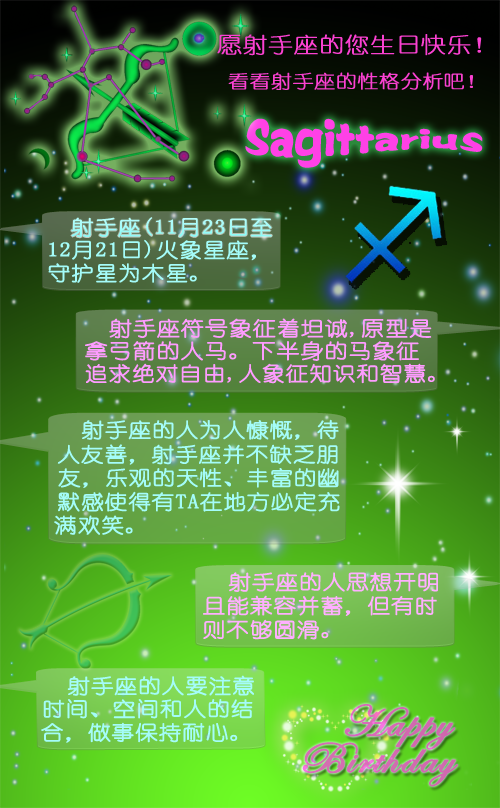 愿射手座的您生日快乐！
看看射手座的性格分析吧！
Sagittarius
射手座(11月23日至
12月21日)火象星座，
守护星为木星。
射手座符号象征着坦诚,原型是
拿弓箭的人马。下半身的马象征
追求绝对自由,人象征知识和智慧。
射手座的人为人慷慨，待
人友善，射手座并不缺乏朋
友，乐观的天性、丰富的幽
默感使得有TA在地方必定充
满欢笑。
射手座的人思想开明
且能兼容并蓄，但有时
则不够圆滑。
射手座的人要注意
时间、空间和人的结
合，做事保持耐心。
Happy
Birthday